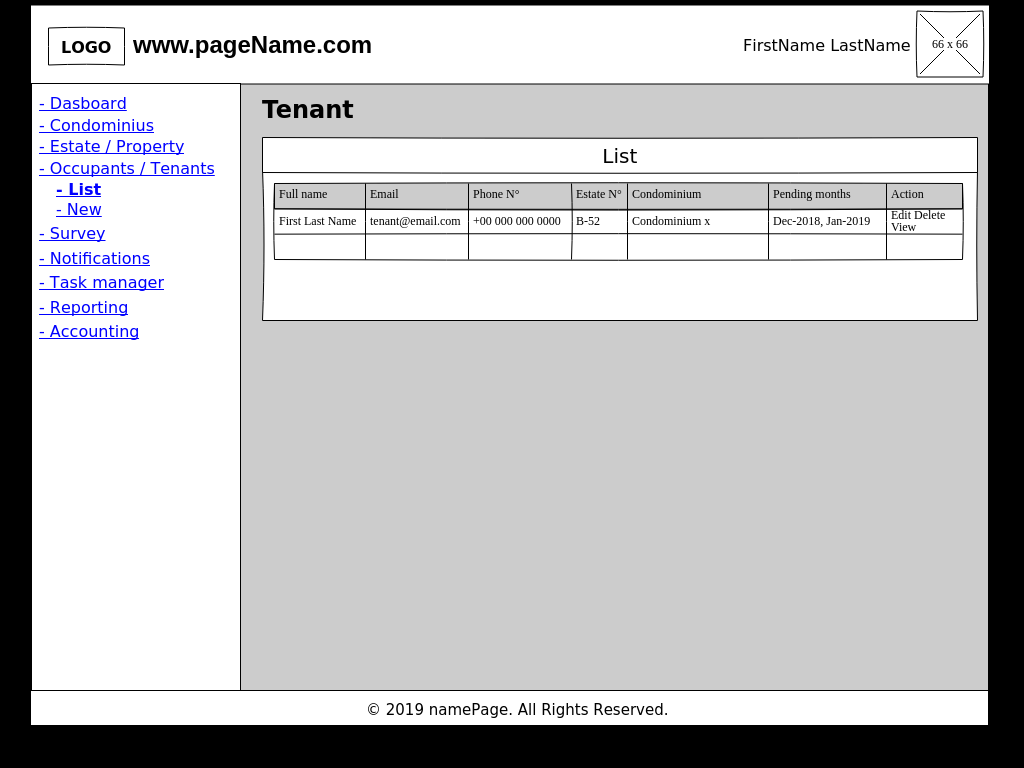 LOGO www.pageName.com FirstName LastName 66 x 66
- Dasboard
- Condominius
- Estate / Property
- Occupants / Tenants
- List
- New
- Survey
- Notifications
- Task manager
- Reporting
- Accounting
Tenant
List
Full name Email Phone N° Estate N° Condominium Pending months Action
First Last Name tenant@email.com +00 000 000 0000 B-52 Condominium x Dec-2018, Jan-2019 Edit Delete
View
© 2019 namePage. All Rights Reserved.